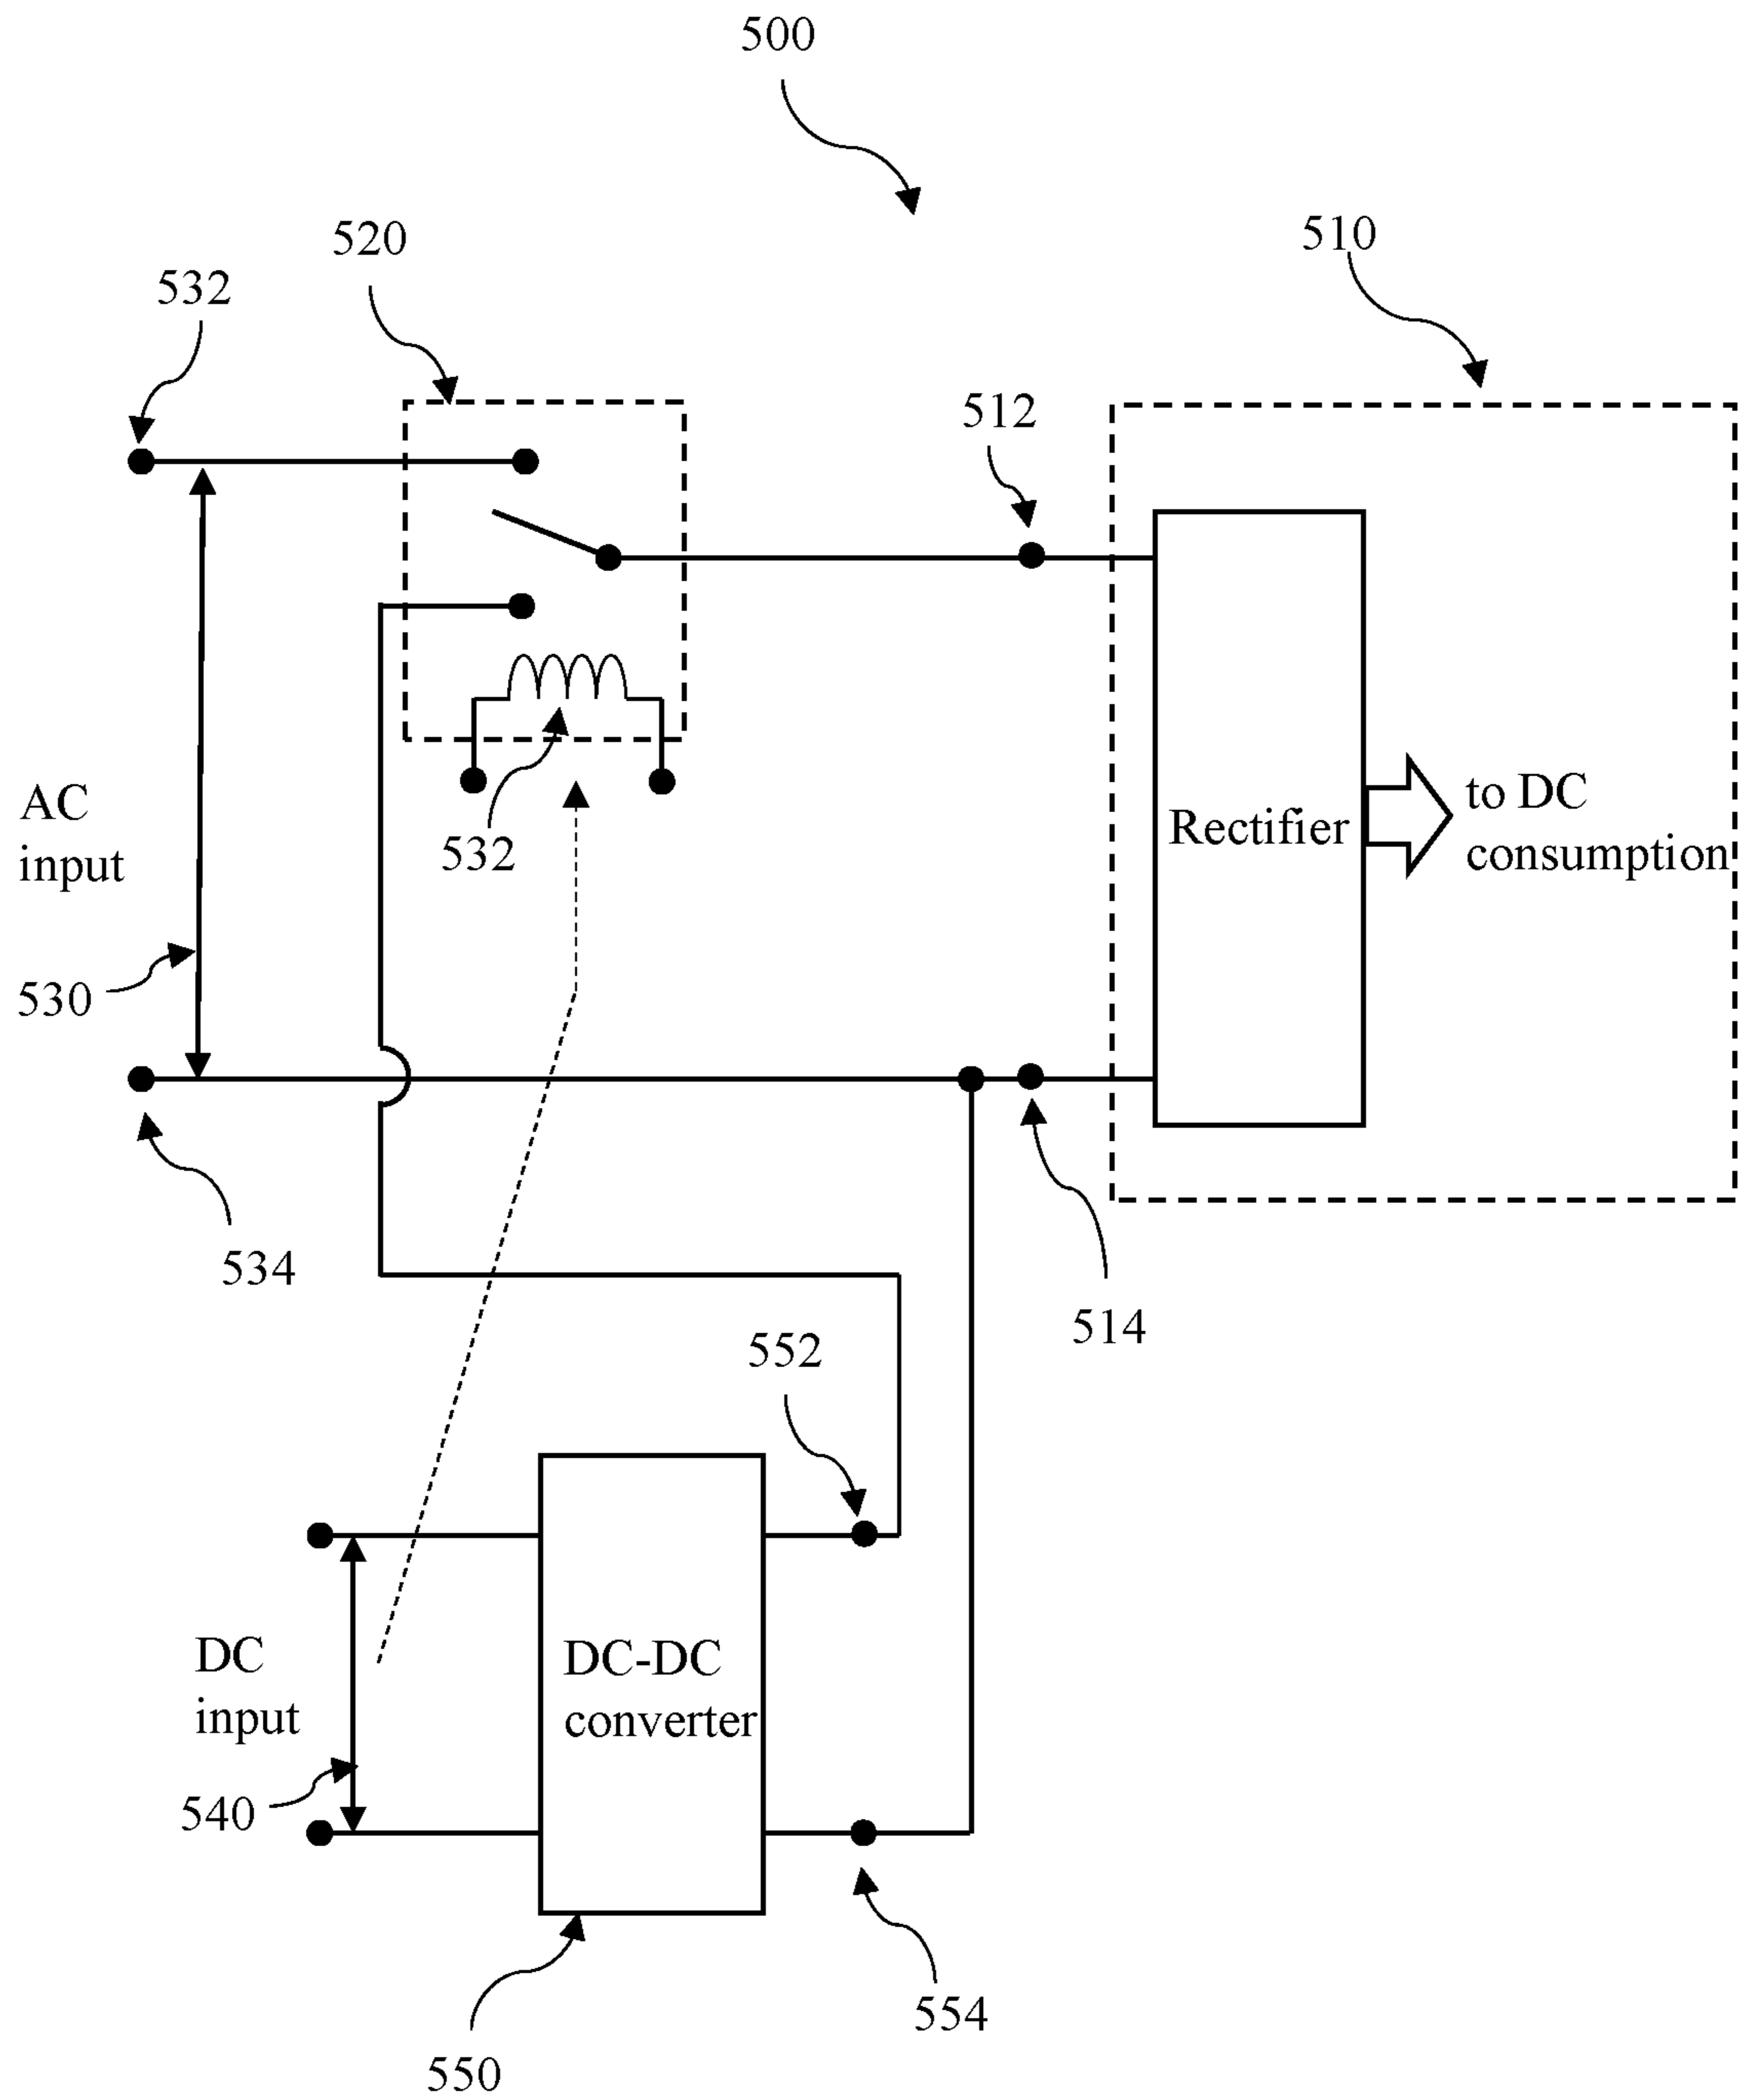 500
520
510
532
512
AC
input
532
Rectifier
to DC
consumption
530
534
514
552
DC
input
DC-DC
converter
540
554
550